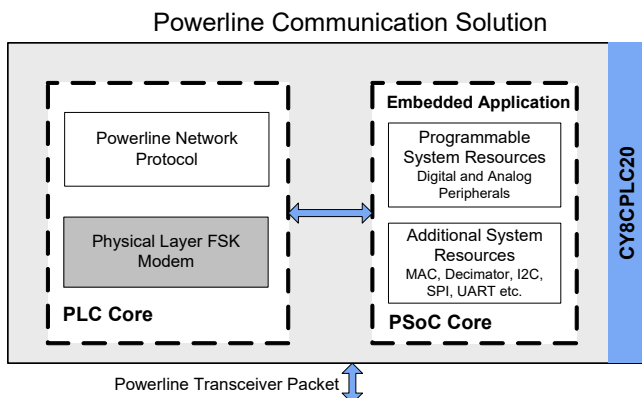 Powerline Communication Solution
Powerline Network
Protocol
Physical Layer FSK
Modem
PLC Core
Embedded Application
Programmable
System Resources
Digital and Analog
Peripherals
Additional System
Resources
MAC, Decimator, I2C,
SPI, UART etc.
PSoC Core
CY8CPLC20
Powerline Transceiver Packet